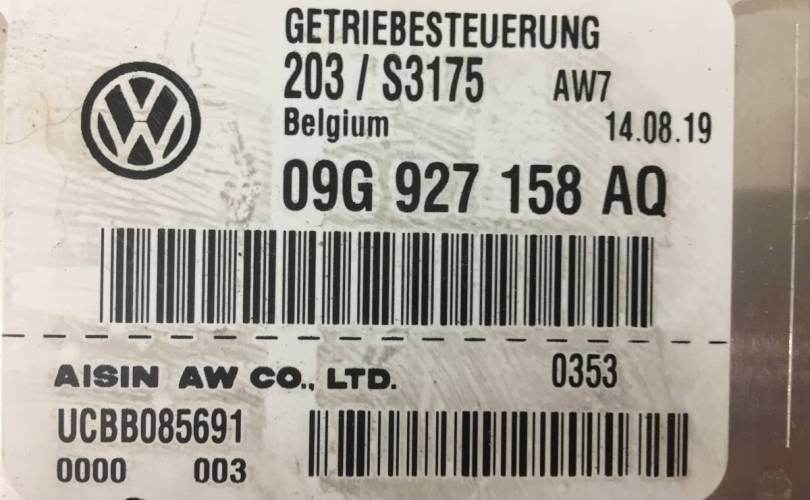 GETRIEBESTEUERUNG
203 / S3175 AW7
Belgium 14.08.19
09G 927 158 AQ
AISIN AW CO., LTD. 0353
UCBB085691
0000 003